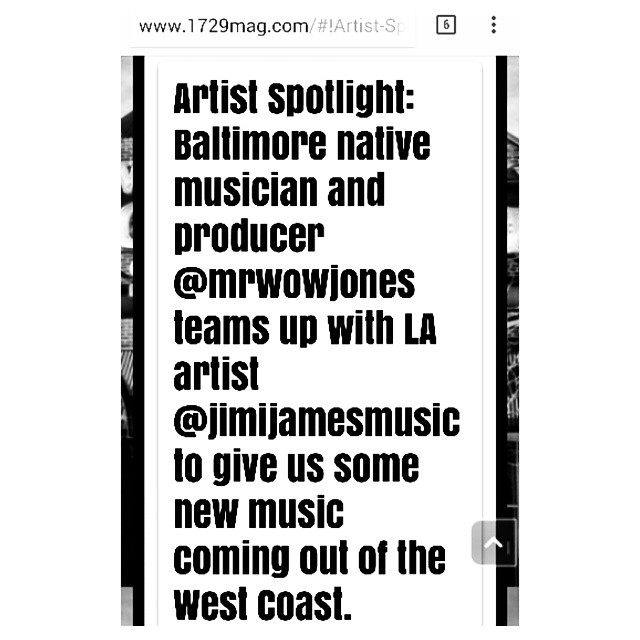 www.1729mag.com/#!Artist-Sp
6
Artist Spotlight:
Baltimore native
musician and
producer
@mrwowjones
teams up with LA
artist
@jimijamesmusic
to give us some
new music
coming out of the
west coast.